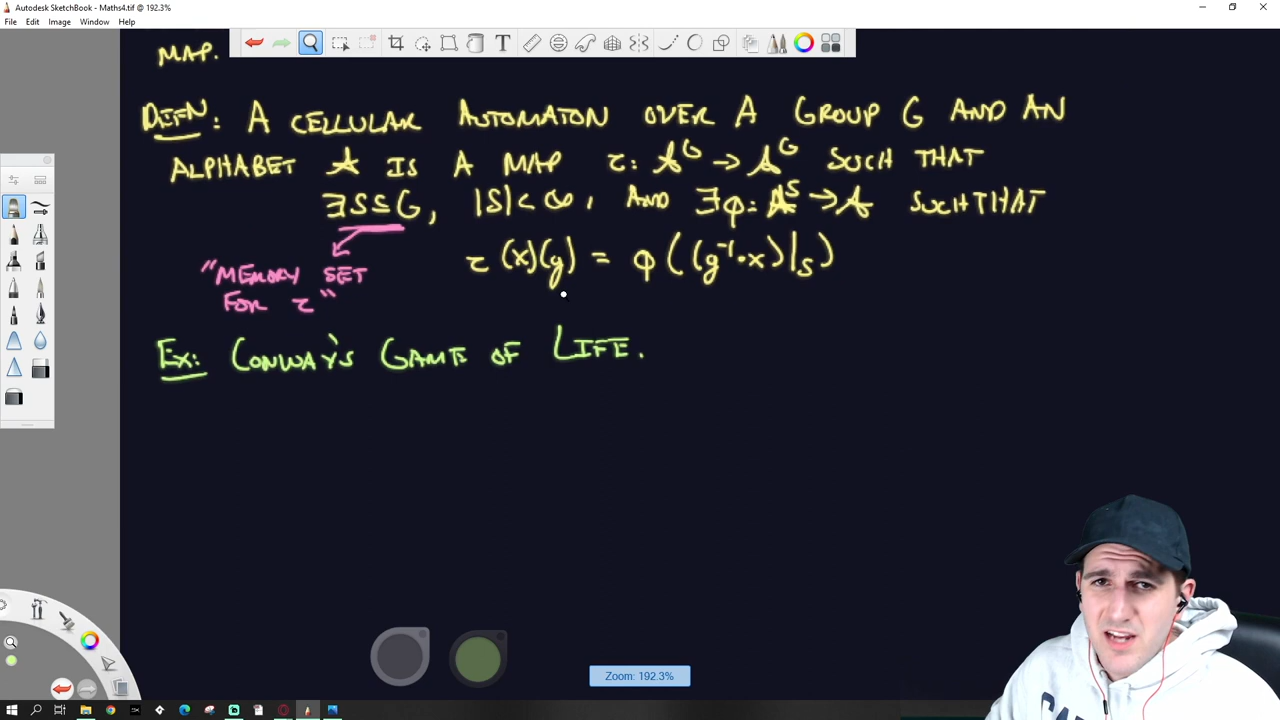 Autodesk SketchBook - Maths4.tif @ 192.3%
File Edit Image Window Help
MAP.
DEFN: A CELLULAR AUTOMATON OVER A GROUP G AND AN
ALPHABET A IS A MAP τ: A^G → A^G SUCH THAT
∃S⊆G, |S|<∞, AND ∃φ: A^S → A SUCH THAT
τ(x)(g) = φ((g⁻¹·x)|_S)
"MEMORY SET
FOR τ"
EX: CONWAY'S GAME OF LIFE.
Zoom: 192.3%